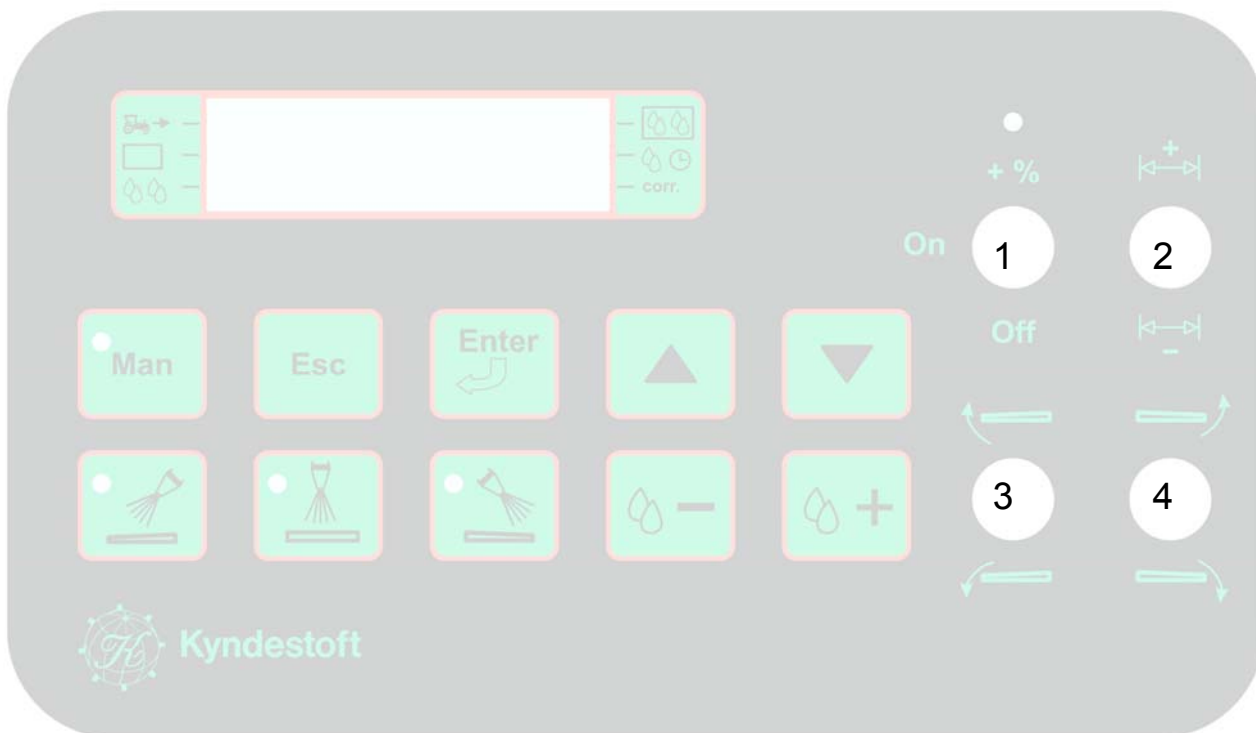 corr.
+ %
+
On
1
2
Off
-
Man
Esc
Enter
3
4
- +
K
Kyndestoft